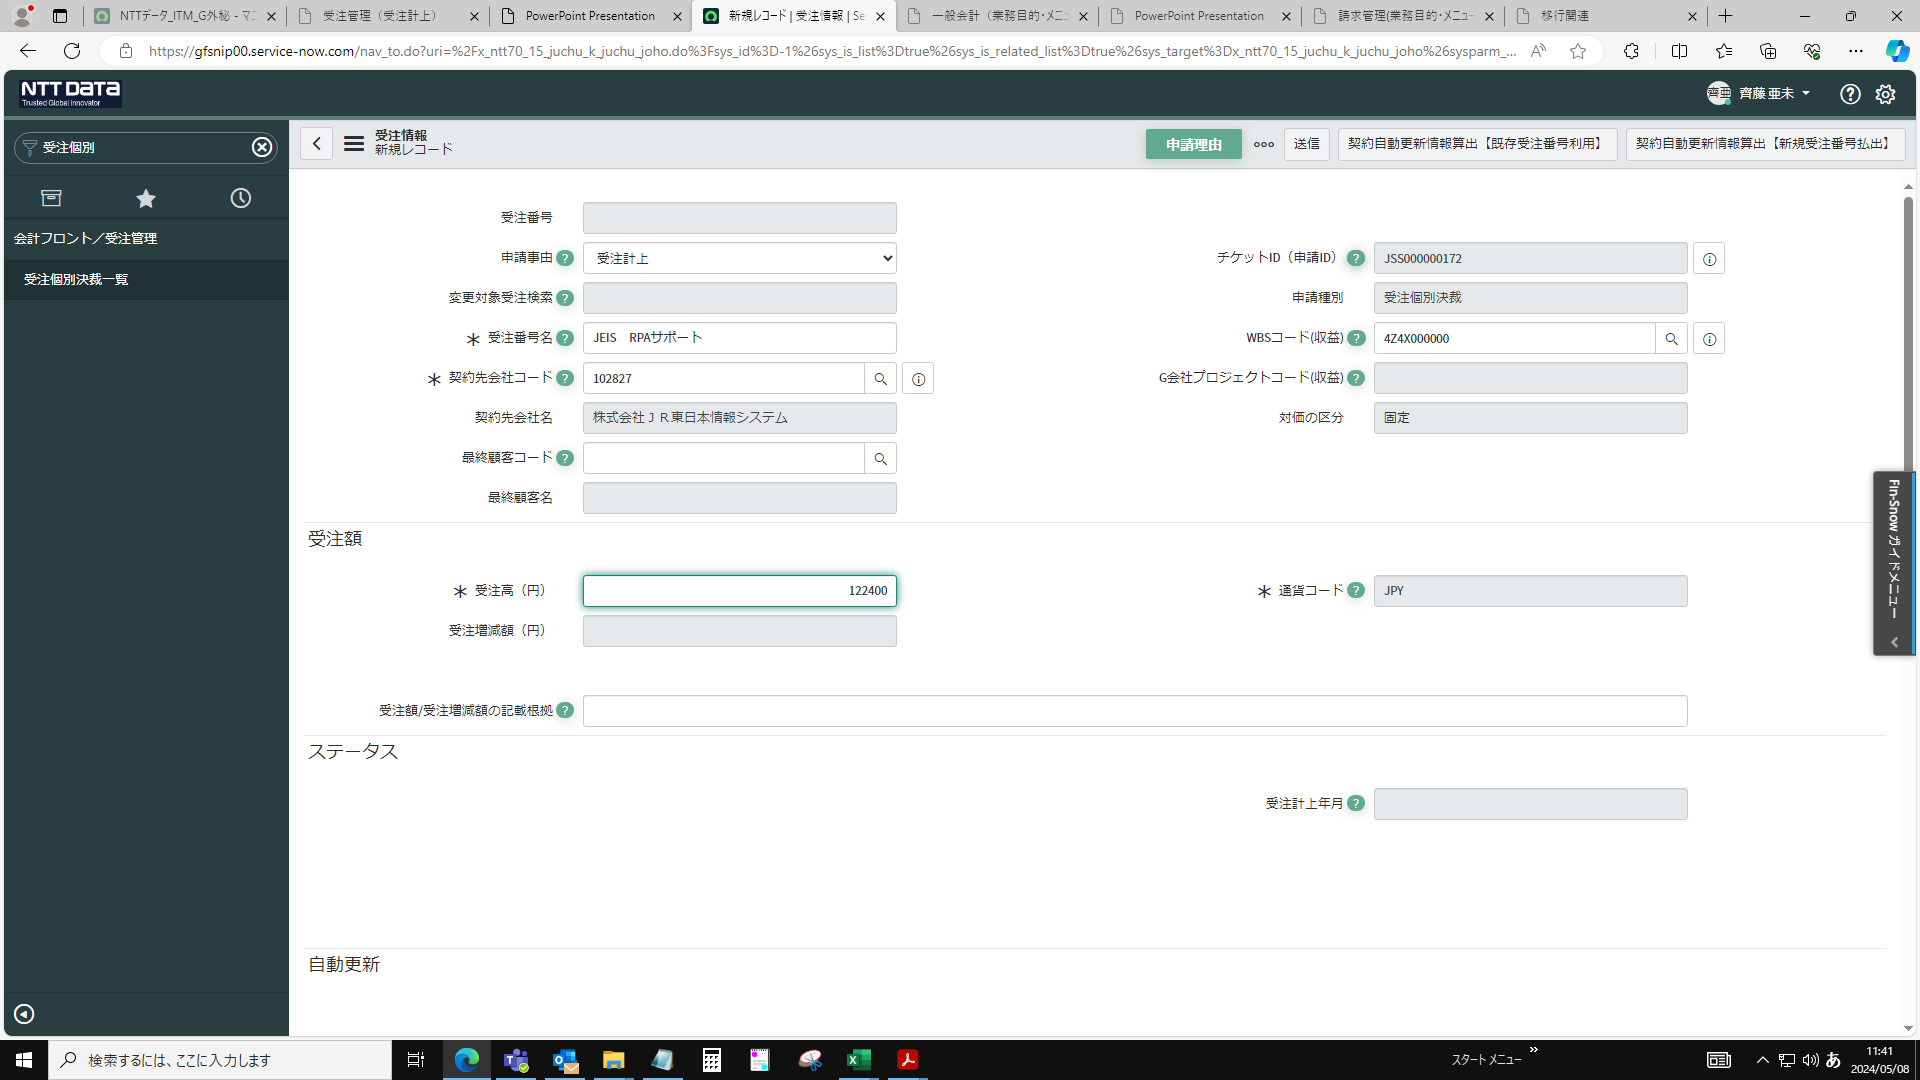 NTTデータ_ITM_G外秘 - マニ
受注管理（受注計上）
PowerPoint Presentation
新規レコード | 受注情報 | Se
一般会計（業務目的･メニュ
PowerPoint Presentation
請求管理(業務目的･メニュー
移行関連
https://gfsnip00.service-now.com/nav_to.do?uri=%2Fx_ntt70_15_juchu_k_juchu_joho.do%3Fsys_id%3D-1%26sys_is_list%3Dtrue%26sys_is_related_list%3Dtrue%26sys_target%3Dx_ntt70_15_juchu_k_juchu_joho%26sysparm_...
NTT DATA
Trusted Global Innovator
齊亜 齊藤 亜未
受注個別
会計フロント／受注管理
受注個別決裁一覧
受注情報
新規レコード
申請理由
送信
契約自動更新情報算出【既存受注番号利用】
契約自動更新情報算出【新規受注番号払出】
受注番号
申請事由 ? 受注計上
チケットID（申請ID） ? JSS000000172
変更対象受注検索 ?
申請種別 受注個別決裁
＊ 受注番号名 ? JEIS　RPAサポート
WBSコード(収益) ? 4Z4X000000
＊ 契約先会社コード ? 102827
G会社プロジェクトコード(収益) ?
契約先会社名 株式会社ＪＲ東日本情報システム
対価の区分 固定
最終顧客コード ?
最終顧客名
受注額
＊ 受注高（円） 122400
＊ 通貨コード ? JPY
受注増減額（円）
受注額/受注増減額の記載根拠 ?
ステータス
受注計上年月 ?
自動更新
Fin-Snow ガイドメニュー
検索するには、ここに入力します
スタート メニュー
あ
11:41
2024/05/08